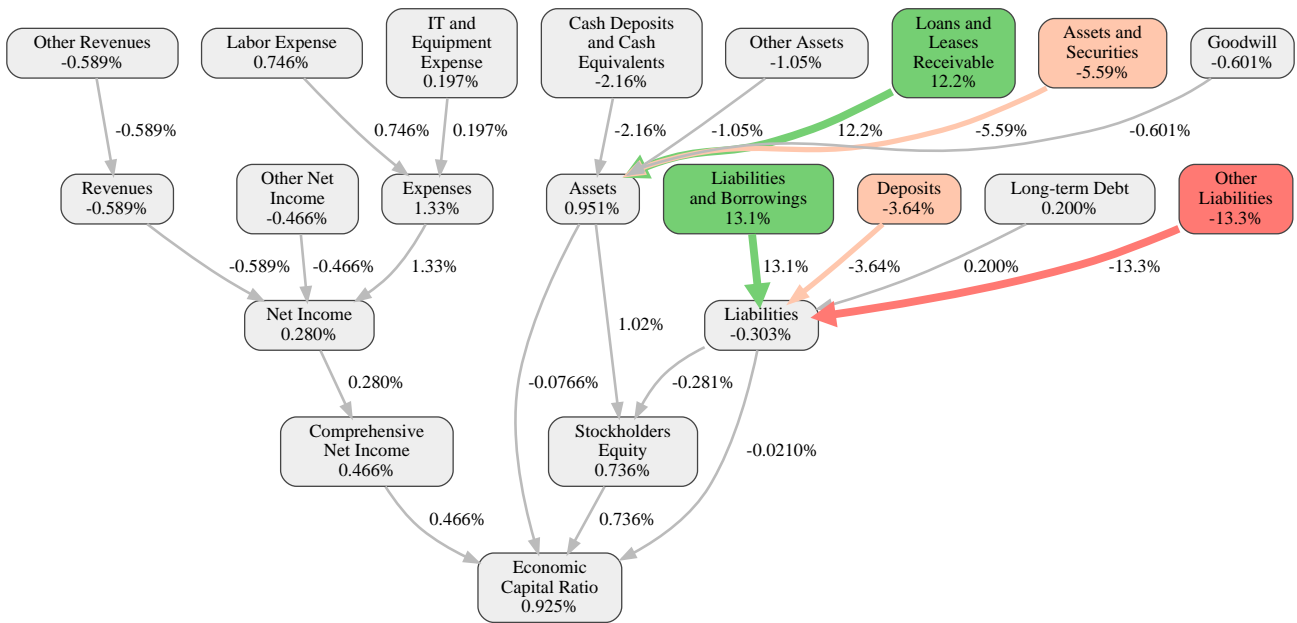 Other Revenues
-0.589%
Labor Expense
0.746%
IT and
Equipment
Expense
0.197%
Cash Deposits
and Cash
Equivalents
-2.16%
Other Assets
-1.05%
Loans and
Leases
Receivable
12.2%
Assets and
Securities
-5.59%
Goodwill
-0.601%
-0.589%
0.746%
0.197%
-2.16%
-1.05%
12.2%
-5.59%
-0.601%
Revenues
-0.589%
Other Net
Income
-0.466%
Expenses
1.33%
Assets
0.951%
Liabilities
and Borrowings
13.1%
Deposits
-3.64%
Long-term Debt
0.200%
Other
Liabilities
-13.3%
-0.589%
-0.466%
1.33%
13.1%
-3.64%
0.200%
-13.3%
Net Income
0.280%
1.02%
Liabilities
-0.303%
0.280%
-0.0766%
-0.281%
Comprehensive
Net Income
0.466%
Stockholders
Equity
0.736%
-0.0210%
0.466%
0.736%
Economic
Capital Ratio
0.925%